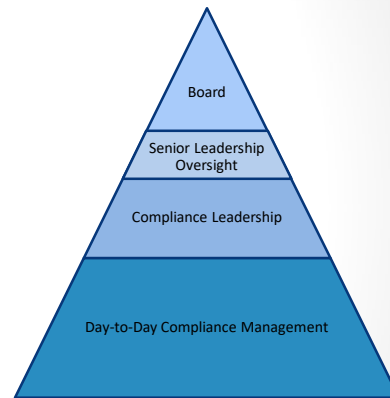 Board
Senior Leadership
Oversight
Compliance Leadership
Day-to-Day Compliance Management